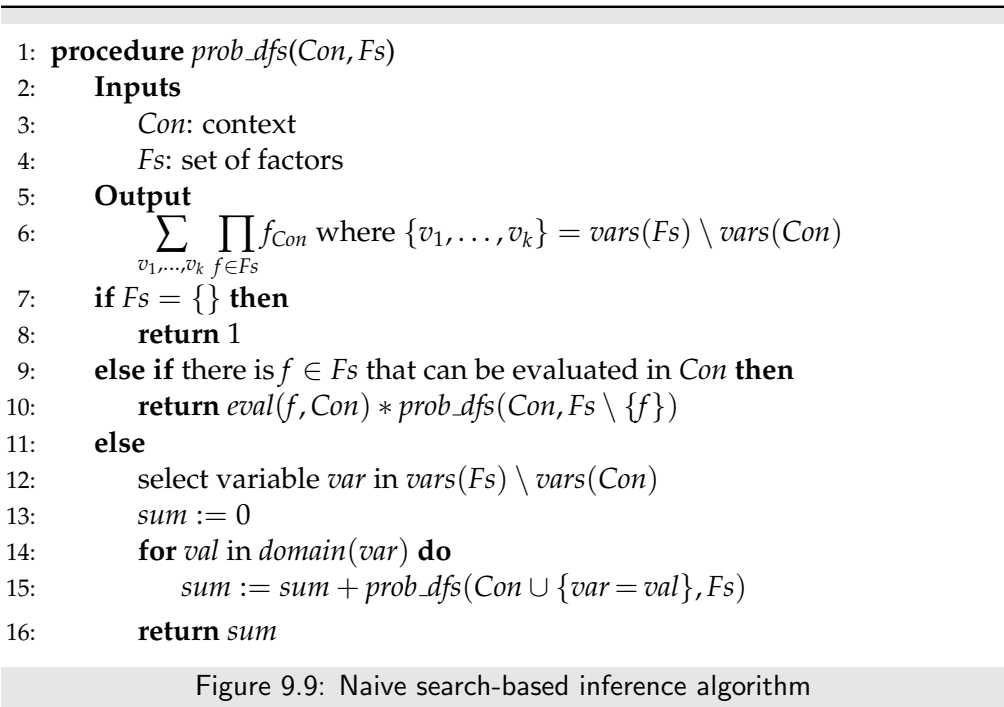 1: procedure prob_dfs(Con, Fs)
2: Inputs
3: Con: context
4: Fs: set of factors
5: Output
6: ∑_{v₁,...,vₖ} ∏_{f∈Fs} f_{Con} where {v₁, . . . , vₖ} = vars(Fs) \ vars(Con)
7: if Fs = {} then
8: return 1
9: else if there is f ∈ Fs that can be evaluated in Con then
10: return eval(f, Con) ∗ prob_dfs(Con, Fs \ {f})
11: else
12: select variable var in vars(Fs) \ vars(Con)
13: sum := 0
14: for val in domain(var) do
15: sum := sum + prob_dfs(Con ∪ {var = val}, Fs)
16: return sum
Figure 9.9: Naive search-based inference algorithm